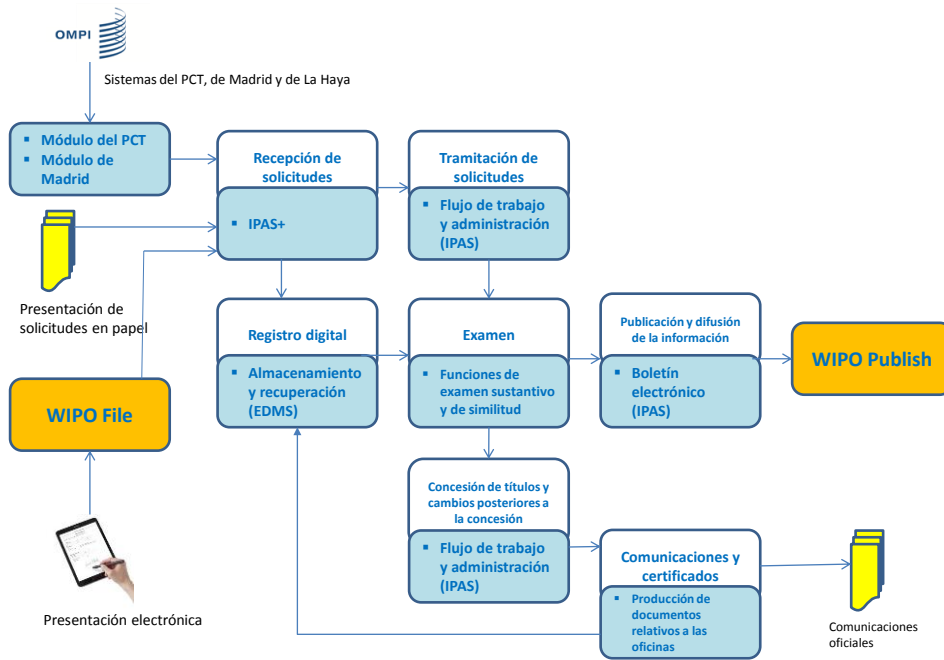 OMPI
Sistemas del PCT, de Madrid y de La Haya
▪ Módulo del PCT
▪ Módulo de
Madrid
Recepción de
solicitudes
▪ IPAS+
Tramitación de
solicitudes
▪ Flujo de trabajo
y administración
(IPAS)
Presentación de
solicitudes en papel
Registro digital
▪ Almacenamiento
y recuperación
(EDMS)
Examen
▪ Funciones de
examen sustantivo
y de similitud
Publicación y difusión
de la información
▪ Boletín
electrónico
(IPAS)
WIPO Publish
WIPO File
Concesión de títulos y
cambios posteriores a
la concesión
▪ Flujo de trabajo
y administración
(IPAS)
Comunicaciones y
certificados
▪ Producción de
documentos
relativos a las
oficinas
Presentación electrónica
Comunicaciones
oficiales